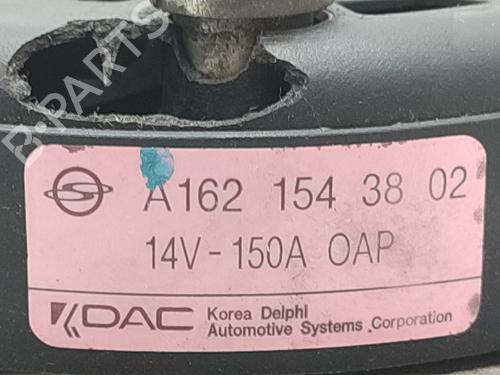 B-PARTS
A162 154 38 02
14V-150A OAP
KDAC Korea Delphi
Automotive Systems Corporation